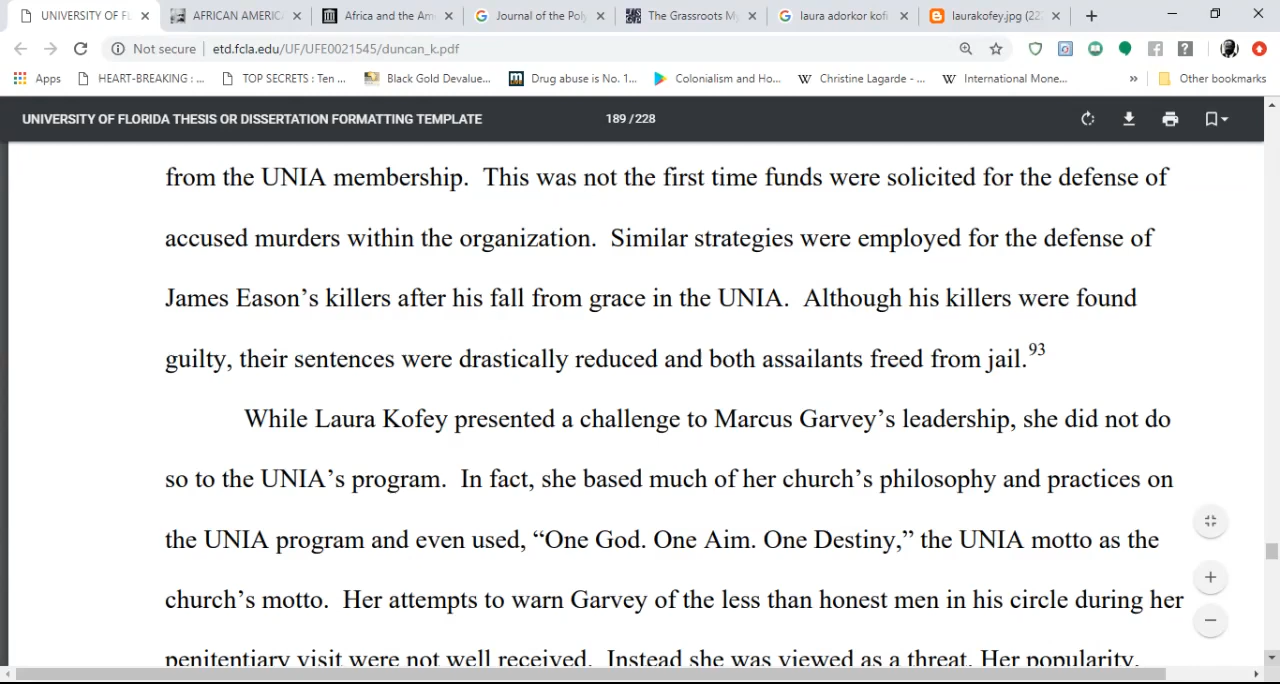 UNIVERSITY OF FL
AFRICAN AMERIC
Africa and the Am
Journal of the Pol
The Grassroots M
laura adorkor kofi
laurakofey.jpg (22
Not secure | etd.fcla.edu/UF/UFE0021545/duncan_k.pdf
Apps HEART-BREAKING : ... TOP SECRETS : Ten ... Black Gold Devalue... Drug abuse is No. 1... Colonialism and Ho... Christine Lagarde - ... International Mone... » Other bookmarks
UNIVERSITY OF FLORIDA THESIS OR DISSERTATION FORMATTING TEMPLATE 189 / 228
from the UNIA membership. This was not the first time funds were solicited for the defense of
accused murders within the organization. Similar strategies were employed for the defense of
James Eason’s killers after his fall from grace in the UNIA. Although his killers were found
guilty, their sentences were drastically reduced and both assailants freed from jail.93
While Laura Kofey presented a challenge to Marcus Garvey’s leadership, she did not do
so to the UNIA’s program. In fact, she based much of her church’s philosophy and practices on
the UNIA program and even used, “One God. One Aim. One Destiny,” the UNIA motto as the
church’s motto. Her attempts to warn Garvey of the less than honest men in his circle during her
penitentiary visit were not well received. Instead she was viewed as a threat. Her popularity,